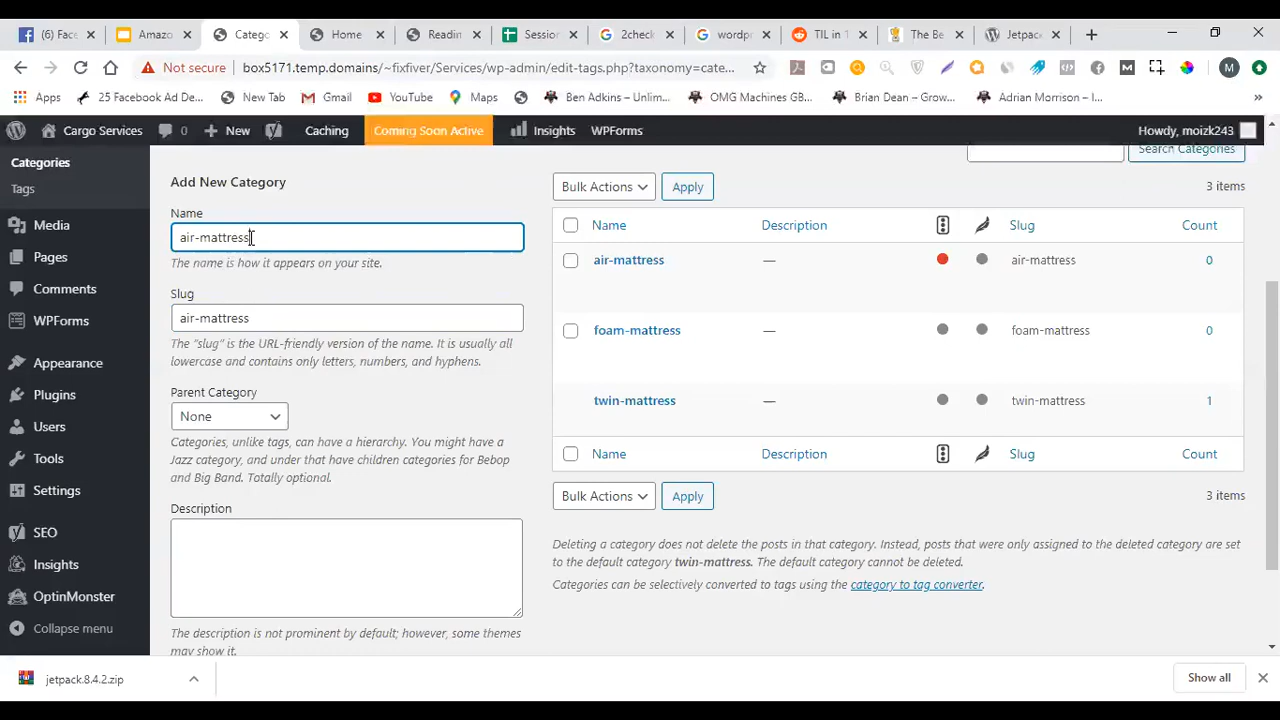 (6) Face
Amazo
Catego
Home
Readin
Session
2check
wordpr
TIL in 1
The Be
Jetpack
Not secure
box5171.temp.domains/~fixfiver/Services/wp-admin/edit-tags.php?taxonomy=cate...
M
Apps
25 Facebook Ad De...
New Tab
Gmail
YouTube
Maps
Ben Adkins – Unlim...
OMG Machines GB...
Brian Dean – Grow...
Adrian Morrison – I...
Cargo Services
0
New
Caching
Coming Soon Active
Insights
WPForms
Howdy, moizk243
Categories
Tags
Media
Pages
Comments
WPForms
Appearance
Plugins
Users
Tools
Settings
SEO
Insights
OptinMonster
Collapse menu
Add New Category
Name
air-mattress
The name is how it appears on your site.
Slug
air-mattress
The "slug" is the URL-friendly version of the name. It is usually all
lowercase and contains only letters, numbers, and hyphens.
Parent Category
None
Categories, unlike tags, can have a hierarchy. You might have a
Jazz category, and under that have children categories for Bebop
and Big Band. Totally optional.
Description
The description is not prominent by default; however, some themes
may show it.
Search Categories
Bulk Actions
Apply
3 items
Name
Description
Slug
Count
air-mattress
—
air-mattress
0
foam-mattress
—
foam-mattress
0
twin-mattress
—
twin-mattress
1
Name
Description
Slug
Count
Bulk Actions
Apply
3 items
Deleting a category does not delete the posts in that category. Instead, posts that were only assigned to the deleted category are set
to the default category twin-mattress. The default category cannot be deleted.
Categories can be selectively converted to tags using the category to tag converter.
jetpack.8.4.2.zip
Show all